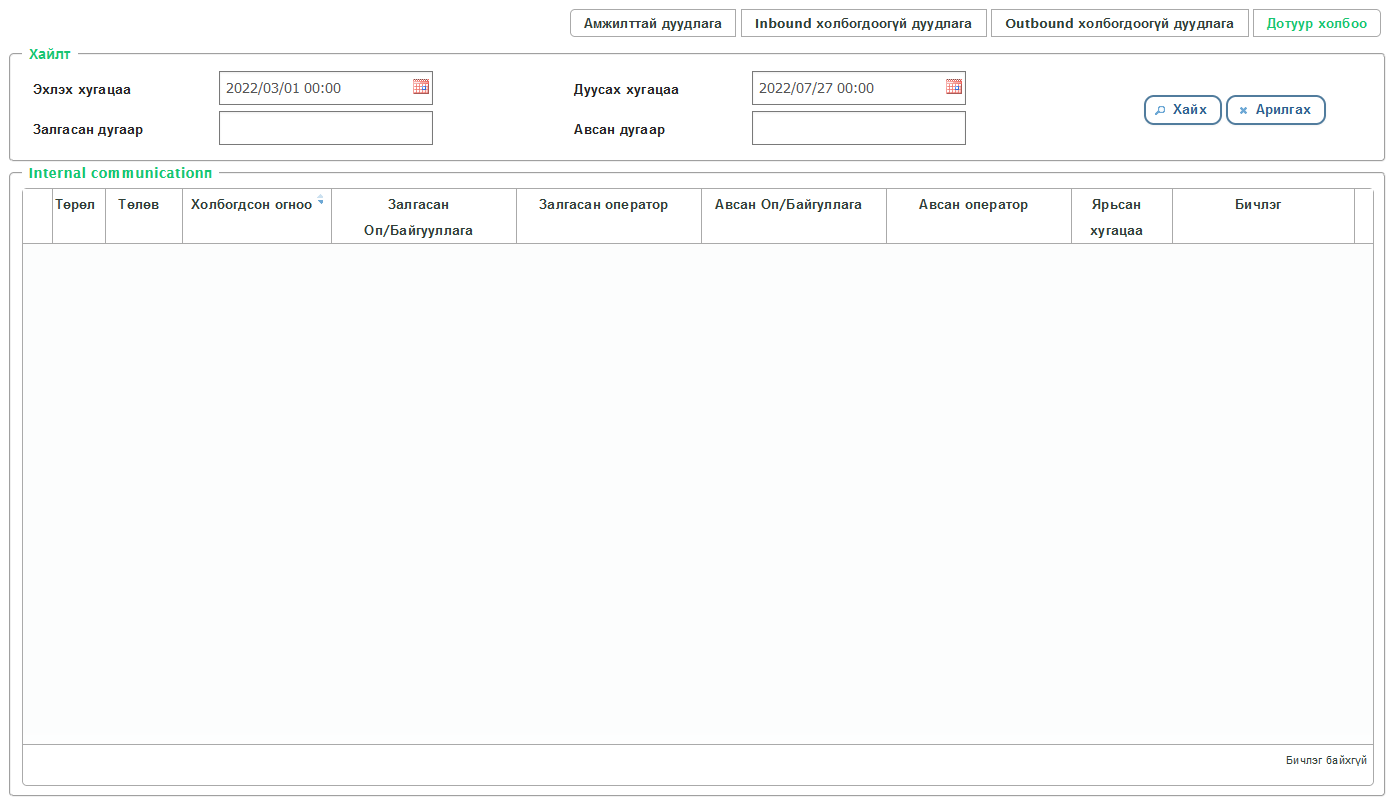 Амжилттай дуудлага Inbound холбогдоогүй дуудлага Outbound холбогдоогүй дуудлага Дотуур холбоо
Хайлт
Эхлэх хугацаа 2022/03/01 00:00 Дуусах хугацаа 2022/07/27 00:00
Хайх Арилгах
Залгасан дугаар Авсан дугаар
Internal communicationп
Төрөл Төлөв Холбогдсон огноо Залгасан Залгасан оператор Авсан Оп/Байгуллага Авсан оператор Ярьсан Бичлэг
Оп/Байгууллага хугацаа
Бичлэг байхгүй